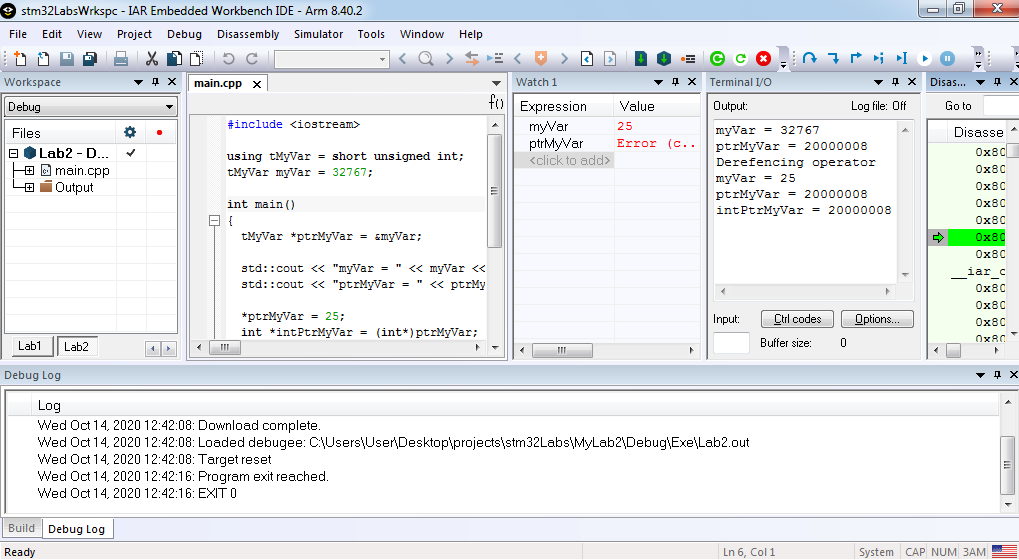 stm32LabsWrkspc - IAR Embedded Workbench IDE - Arm 8.40.2
File Edit View Project Debug Disassembly Simulator Tools Window Help
Workspace
Debug
Files
Lab2 - D...
main.cpp
Output
Lab1 Lab2
main.cpp
f()
#include <iostream>
using tMyVar = short unsigned int;
tMyVar myVar = 32767;
int main()
{
tMyVar *ptrMyVar = &myVar;
std::cout << "myVar = " << myVar <<
std::cout << "ptrMyVar = " << ptrMy
*ptrMyVar = 25;
int *intPtrMyVar = (int*)ptrMyVar;
Watch 1
Expression Value
myVar 25
ptrMyVar Error (c..
<click to add>
Terminal I/O
Output: Log file: Off
myVar = 32767
ptrMyVar = 20000008
Derefencing operator
myVar = 25
ptrMyVar = 20000008
intPtrMyVar = 20000008
Input: Ctrl codes Options...
Buffer size: 0
Disas...
Go to
Disasse
0x80
0x80
0x80
0x80
0x80
0x80
0x80
__iar_c
0x80
0x80
0x80
0x80
Debug Log
Log
Wed Oct 14, 2020 12:42:08: Download complete.
Wed Oct 14, 2020 12:42:08: Loaded debugee: C:\Users\User\Desktop\projects\stm32Labs\MyLab2\Debug\Exe\Lab2.out
Wed Oct 14, 2020 12:42:08: Target reset
Wed Oct 14, 2020 12:42:16: Program exit reached.
Wed Oct 14, 2020 12:42:16: EXIT 0
Build Debug Log
Ready Ln 6, Col 1 System CAP NUM ЗАМ